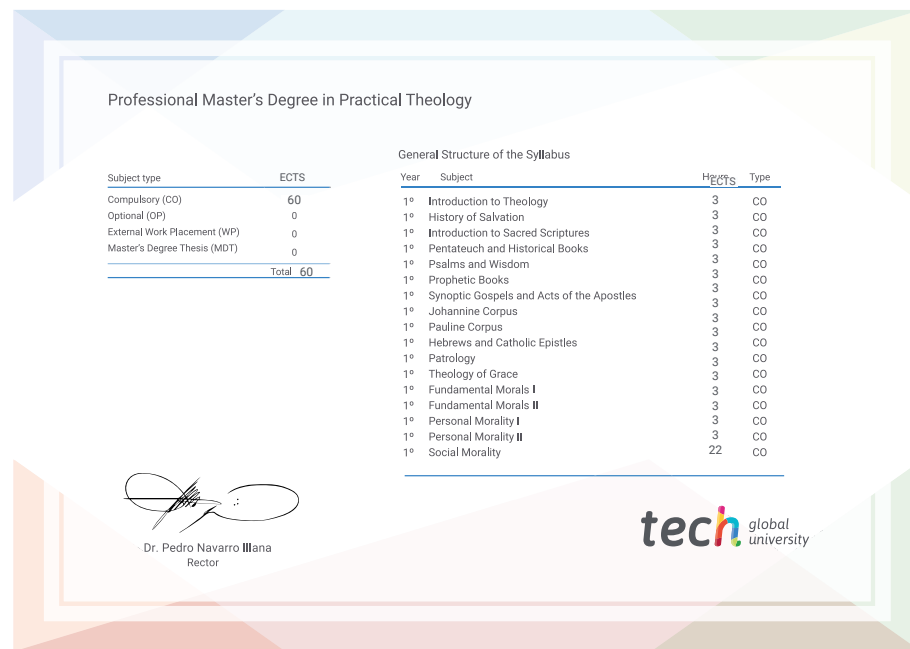 Professional Master's Degree in Practical Theology
General Structure of the Syllabus
Subject type ECTS
Compulsory (CO) 60
Optional (OP) 0
External Work Placement (WP) 0
Master's Degree Thesis (MDT) 0
Total 60
Year Subject Hours ECTS Type
1º Introduction to Theology 3 CO
1º History of Salvation 3 CO
1º Introduction to Sacred Scriptures 3 CO
1º Pentateuch and Historical Books 3 CO
1º Psalms and Wisdom 3 CO
1º Prophetic Books 3 CO
1º Synoptic Gospels and Acts of the Apostles 3 CO
3
1º Johannine Corpus 3 CO
1º Pauline Corpus 3 CO
1º Hebrews and Catholic Epistles 3 CO
1º Patrology 3 CO
1º Theology of Grace 3 CO
1º Fundamental Morals I 3 CO
1º Fundamental Morals II 3 CO
1º Personal Morality I 3 CO
1º Personal Morality II 3 CO
1º Social Morality 22 CO
Dr. Pedro Navarro Illana
Rector
tech global university